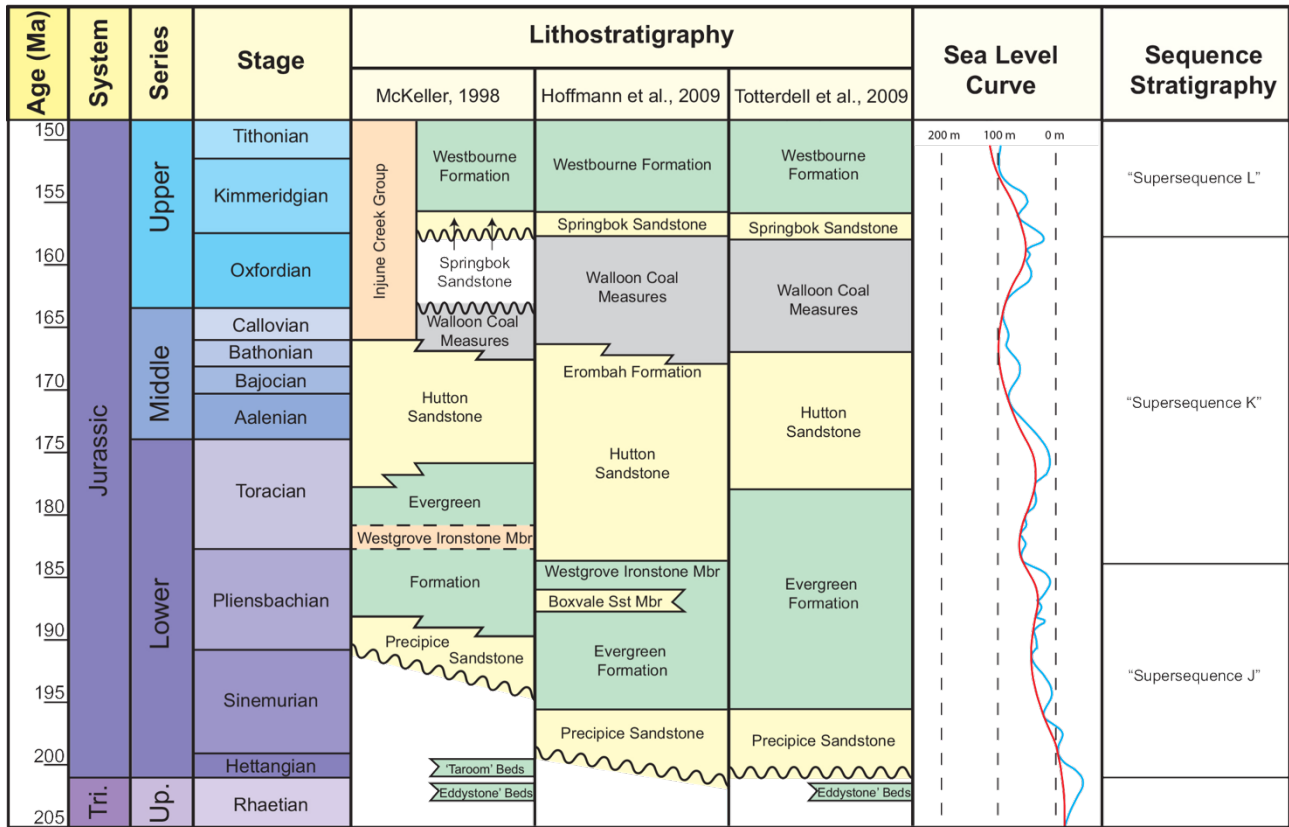 Age (Ma)
System
Series
Stage
Lithostratigraphy
McKeller, 1998
Hoffmann et al., 2009
Totterdell et al., 2009
Sea Level
Curve
Sequence
Stratigraphy
150
155
160
165
170
175
180
185
190
195
200
205
Jurassic
Tri.
Upper
Middle
Lower
Up.
Tithonian
Kimmeridgian
Oxfordian
Callovian
Bathonian
Bajocian
Aalenian
Toracian
Pliensbachian
Sinemurian
Hettangian
Rhaetian
Injune Creek Group
Westbourne
Formation
Springbok
Sandstone
Walloon Coal
Measures
Hutton
Sandstone
Evergreen
Westgrove Ironstone Mbr
Formation
Precipice
Sandstone
'Taroom' Beds
'Eddystone' Beds
Westbourne Formation
Springbok Sandstone
Walloon Coal
Measures
Erombah Formation
Hutton
Sandstone
Westgrove Ironstone Mbr
Boxvale Sst Mbr
Evergreen
Formation
Precipice Sandstone
Westbourne
Formation
Springbok Sandstone
Walloon Coal
Measures
Hutton
Sandstone
Evergreen
Formation
Precipice Sandstone
'Eddystone' Beds
200 m 100 m 0 m
“Supersequence L”
“Supersequence K”
“Supersequence J”